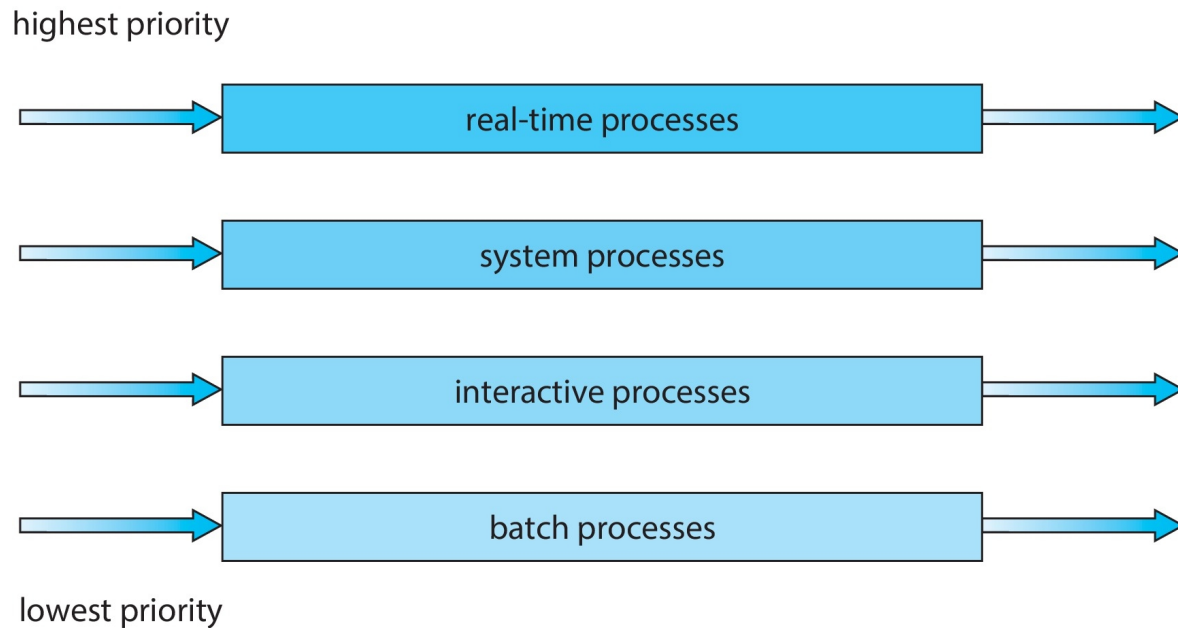 highest priority
real-time processes
system processes
interactive processes
batch processes
lowest priority